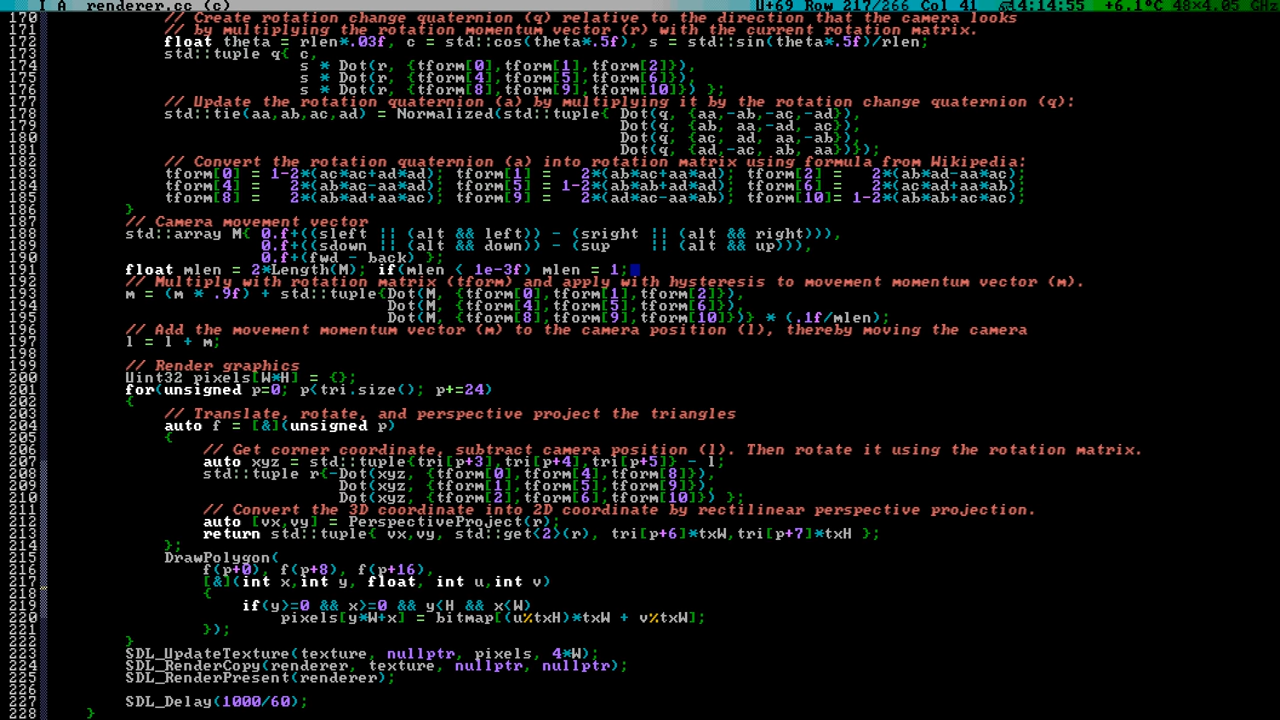 I A renderer.cc (c) U+69 Row 217/266 Col 41 4:14:55 +6.1°C 48×4.05 GHz
170 // Create rotation change quaternion (q) relative to the direction that the camera looks
171 // by multiplying the rotation momentum vector (r) with the current rotation matrix.
172 float theta = rlen*.03f, c = std::cos(theta*.5f), s = std::sin(theta*.5f)/rlen;
173 std::tuple q{ c,
174 s * Dot(r, {tform[0],tform[1],tform[2]}),
175 s * Dot(r, {tform[4],tform[5],tform[6]}),
176 s * Dot(r, {tform[8],tform[9],tform[10]}) };
177 // Update the rotation quaternion (a) by multiplying it by the rotation change quaternion (q):
178 std::tie(aa,ab,ac,ad) = Normalized(std::tuple{ Dot(q, {aa,-ab,-ac,-ad}),
179 Dot(q, {ab, aa,-ad, ac}),
180 Dot(q, {ac, ad, aa,-ab}),
181 Dot(q, {ad,-ac, ab, aa})});
182 // Convert the rotation quaternion (a) into rotation matrix using formula from Wikipedia:
183 tform[0] = 1-2*(ac*ac+ad*ad); tform[1] = 2*(ab*ac+aa*ad); tform[2] = 2*(ab*ad-aa*ac);
184 tform[4] = 2*(ab*ac-aa*ad); tform[5] = 1-2*(ab*ab+ad*ad); tform[6] = 2*(ac*ad+aa*ab);
185 tform[8] = 2*(ab*ad+aa*ac); tform[9] = 2*(ac*ad-aa*ab); tform[10]= 1-2*(ab*ab+ac*ac);
186 }
187 // Camera movement vector
188 std::array M{ 0.f+((sleft || (alt && left)) - (sright || (alt && right))),
189 0.f+((sdown || (alt && down)) - (sup || (alt && up))),
190 0.f+(fwd - back) };
191 float mlen = 2*Length(M); if(mlen < 1e-3f) mlen = 1;
192 // Multiply with rotation matrix (tform) and apply with hysteresis to movement momentum vector (m).
193 m = (m * .9f) + std::tuple{Dot(M, {tform[0],tform[1],tform[2]}),
194 Dot(M, {tform[4],tform[5],tform[6]}),
195 Dot(M, {tform[8],tform[9],tform[10]})} * (.1f/mlen);
196 // Add the movement momentum vector (m) to the camera position (l), thereby moving the camera
197 l = l + m;
198
199 // Render graphics
200 Uint32 pixels[W*H] = {};
201 for(unsigned p=0; p<tri.size(); p+=24)
202 {
203 // Translate, rotate, and perspective project the triangles
204 auto f = [&](unsigned p)
205 {
206 // Get corner coordinate, subtract camera position (l). Then rotate it using the rotation matrix.
207 auto xyz = std::tuple{tri[p+3],tri[p+4],tri[p+5]} - l;
208 std::tuple r{-Dot(xyz, {tform[0],tform[4],tform[8]}),
209 Dot(xyz, {tform[1],tform[5],tform[9]}),
210 Dot(xyz, {tform[2],tform[6],tform[10]}) };
211 // Convert the 3D coordinate into 2D coordinate by rectilinear perspective projection.
212 auto [vx,vy] = PerspectiveProject(r);
213 return std::tuple{ vx,vy, std::get<2>(r), tri[p+6]*txW,tri[p+7]*txH };
214 };
215 DrawPolygon(
216 f(p+0), f(p+8), f(p+16),
217 [&](int x,int y, float, int u,int v)
218 {
219 if(y>=0 && x>=0 && y<H && x<W)
220 pixels[y*W+x] = bitmap[(u%txH)*txW + v%txW];
221 });
222 }
223 SDL_UpdateTexture(texture, nullptr, pixels, 4*W);
224 SDL_RenderCopy(renderer, texture, nullptr, nullptr);
225 SDL_RenderPresent(renderer);
226
227 SDL_Delay(1000/60);
228 }